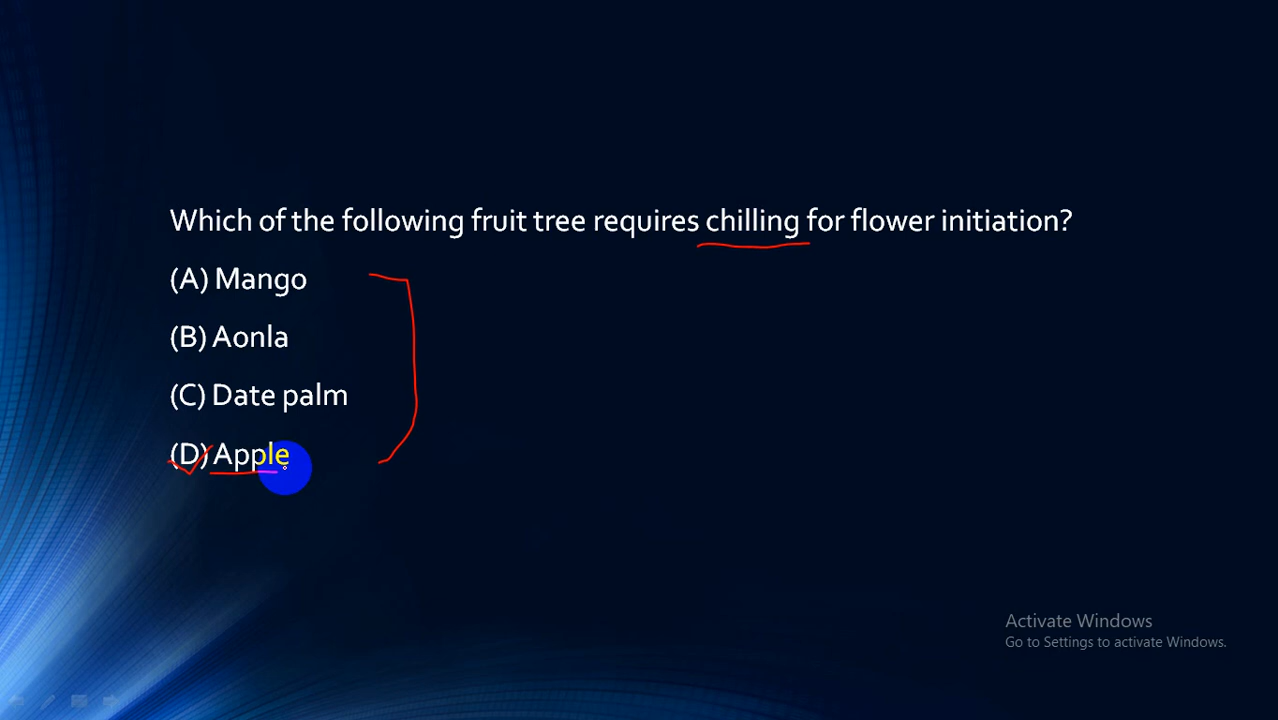 Which of the following fruit tree requires chilling for flower initiation?
(A) Mango
(B) Aonla
(C) Date palm
(D) Apple
Activate Windows
Go to Settings to activate Windows.